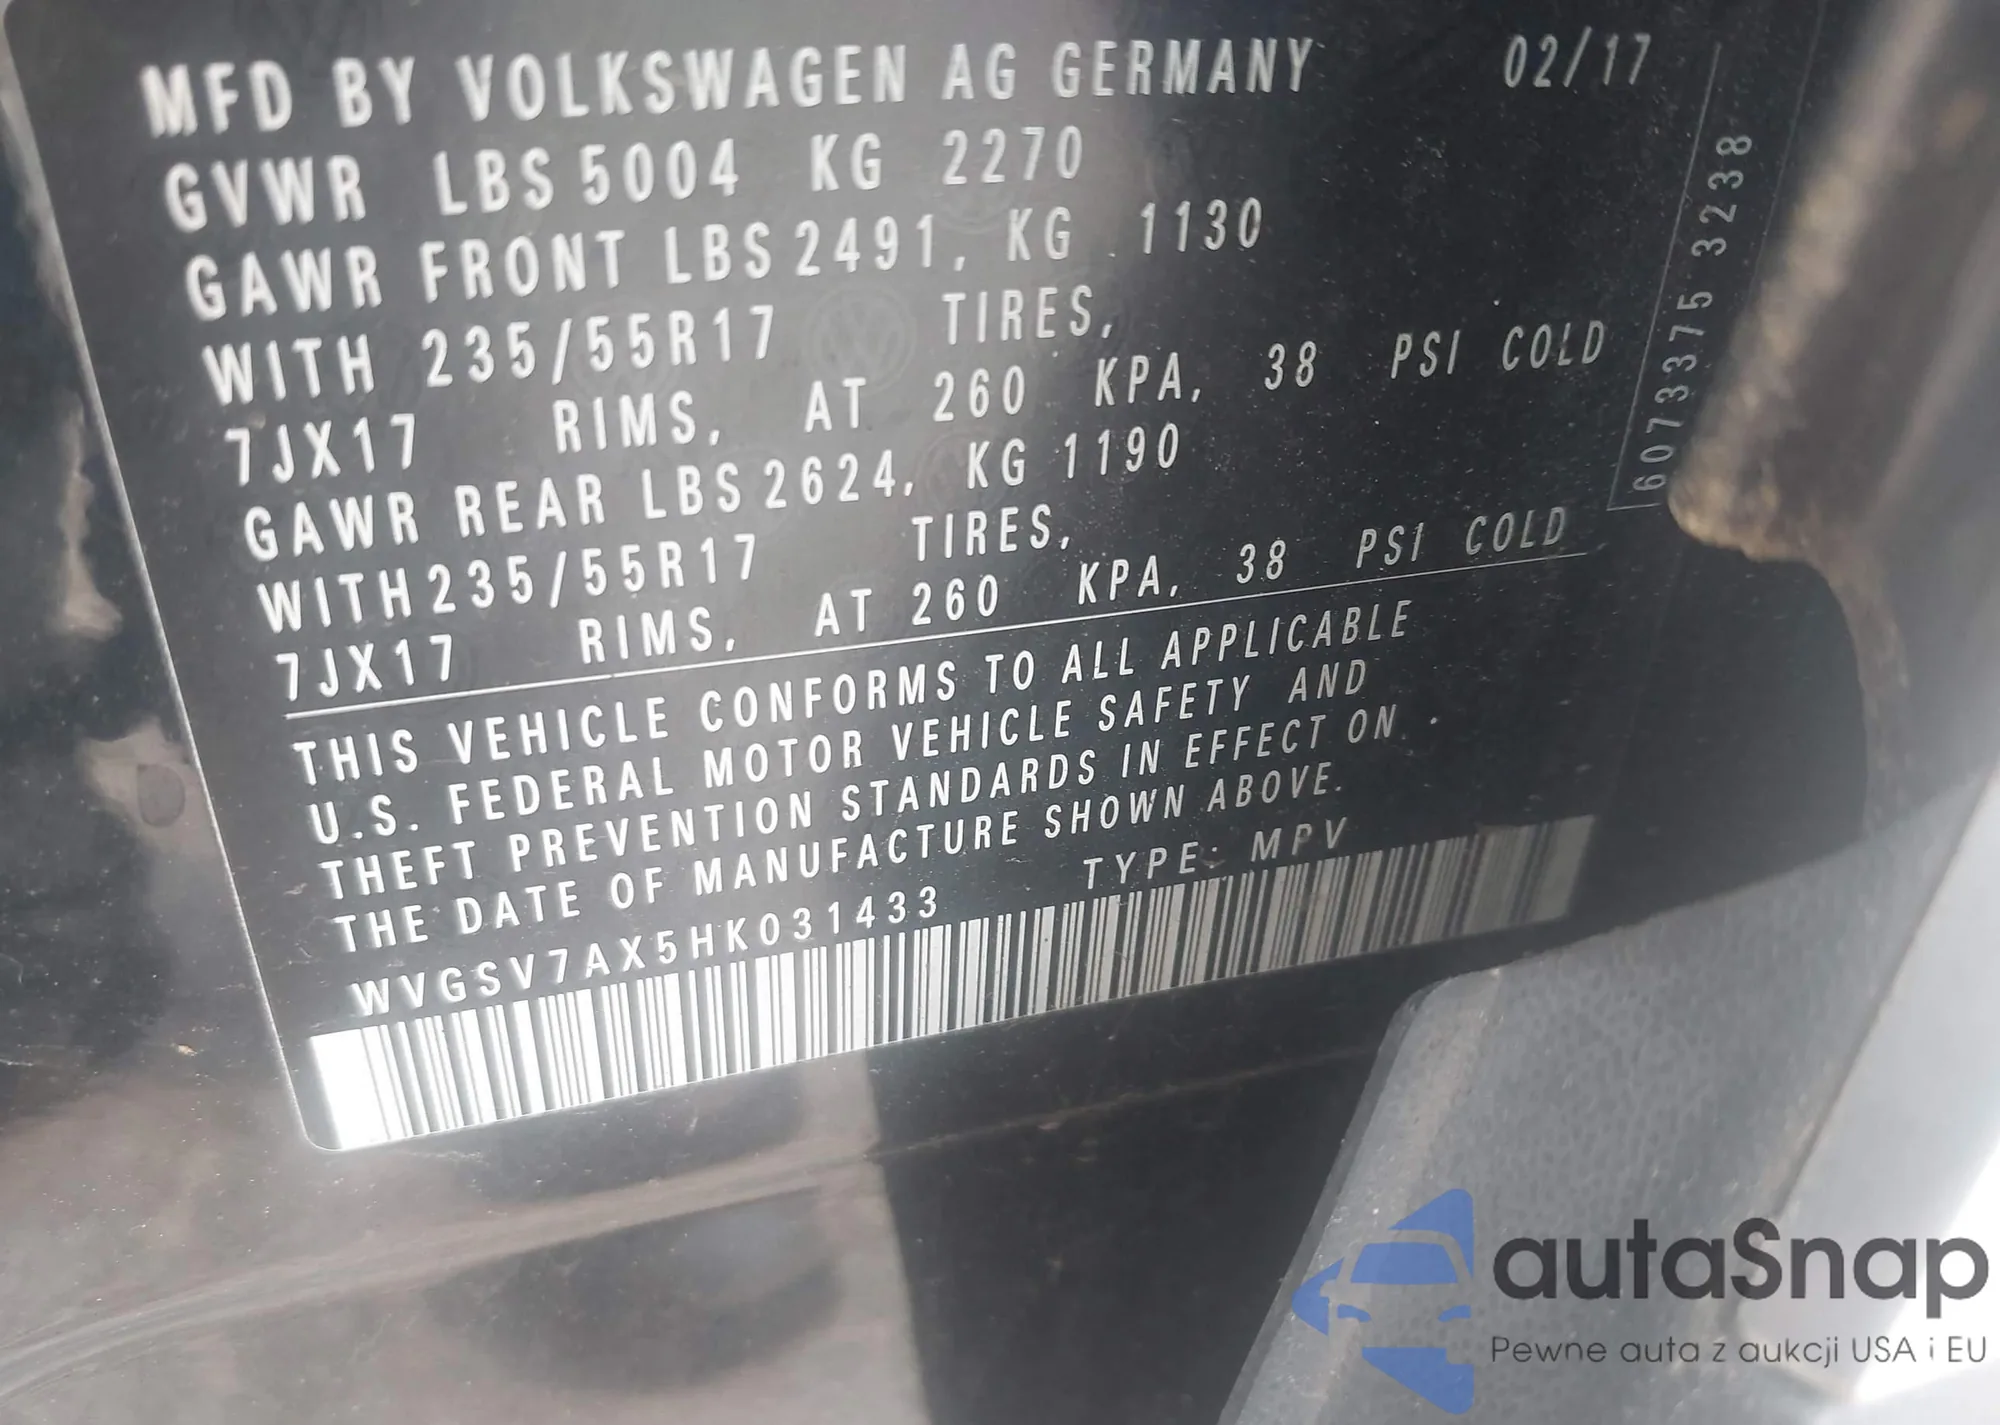 MFD BY VOLKSWAGEN AG GERMANY 02/17
GVWR LBS 5004 KG 2270
GAWR FRONT LBS 2491, KG 1130
WITH 235/55R17 TIRES,
7JX17 RIMS, AT 260 KPA, 38 PSI COLD
GAWR REAR LBS 2624, KG 1190
WITH 235/55R17 TIRES,
7JX17 RIMS, AT 260 KPA, 38 PSI COLD
THIS VEHICLE CONFORMS TO ALL APPLICABLE
U.S. FEDERAL MOTOR VEHICLE SAFETY AND
THEFT PREVENTION STANDARDS IN EFFECT ON
THE DATE OF MANUFACTURE SHOWN ABOVE.
WVGSV7AX5HK031433 TYPE: MPV
6073375 3238
autaSnap
Pewne auta z aukcji USA i EU